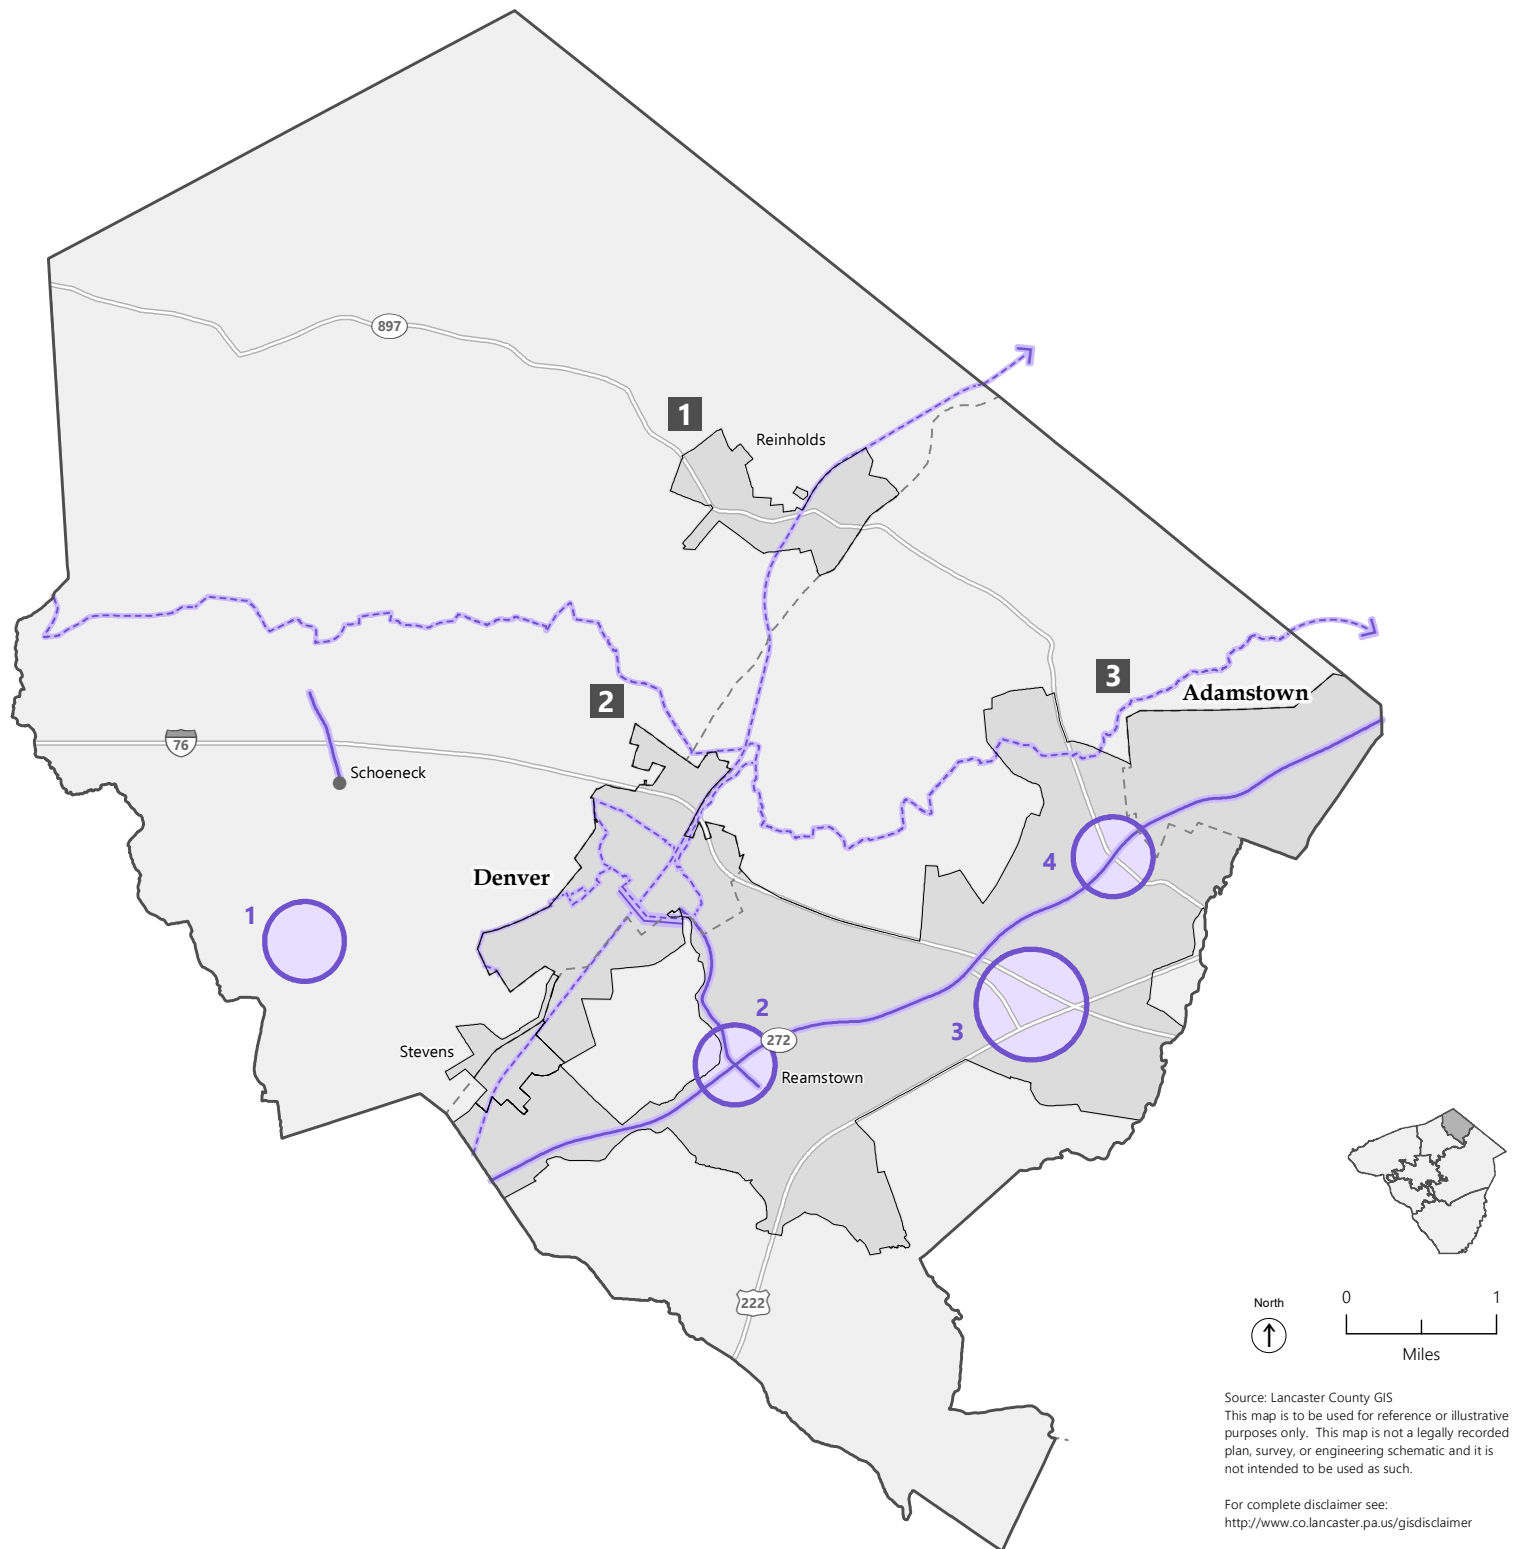 897
1
Reinholds
3
Adamstown
2
76
Schoeneck
4
Denver
1
2
3
272
Stevens
Reamstown
222
North
0 1
Miles
Source: Lancaster County GIS
This map is to be used for reference or illustrative
purposes only. This map is not a legally recorded
plan, survey, or engineering schematic and it is
not intended to be used as such.
For complete disclaimer see:
http://www.co.lancaster.pa.us/gisdisclaimer